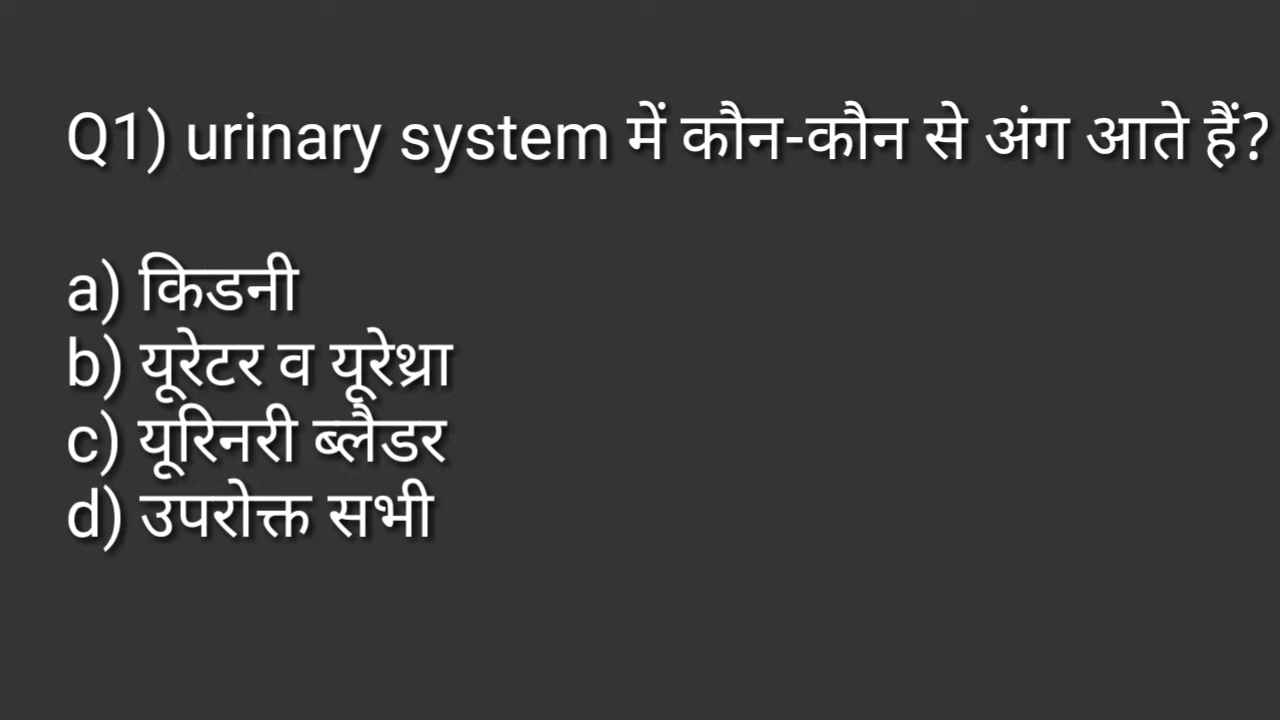 Q1) urinary system में कौन-कौन से अंग आते हैं?
a) किडनी
b) यूरेटर व यूरेथ्रा
c) यूरिनरी ब्लैडर
d) उपरोक्त सभी